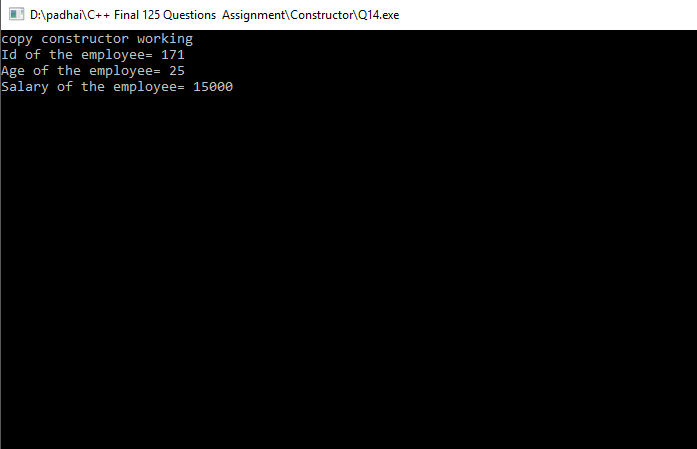 D:\padhai\C++ Final 125 Questions  Assignment\Constructor\Q14.exe
copy constructor working
Id of the employee= 171
Age of the employee= 25
Salary of the employee= 15000